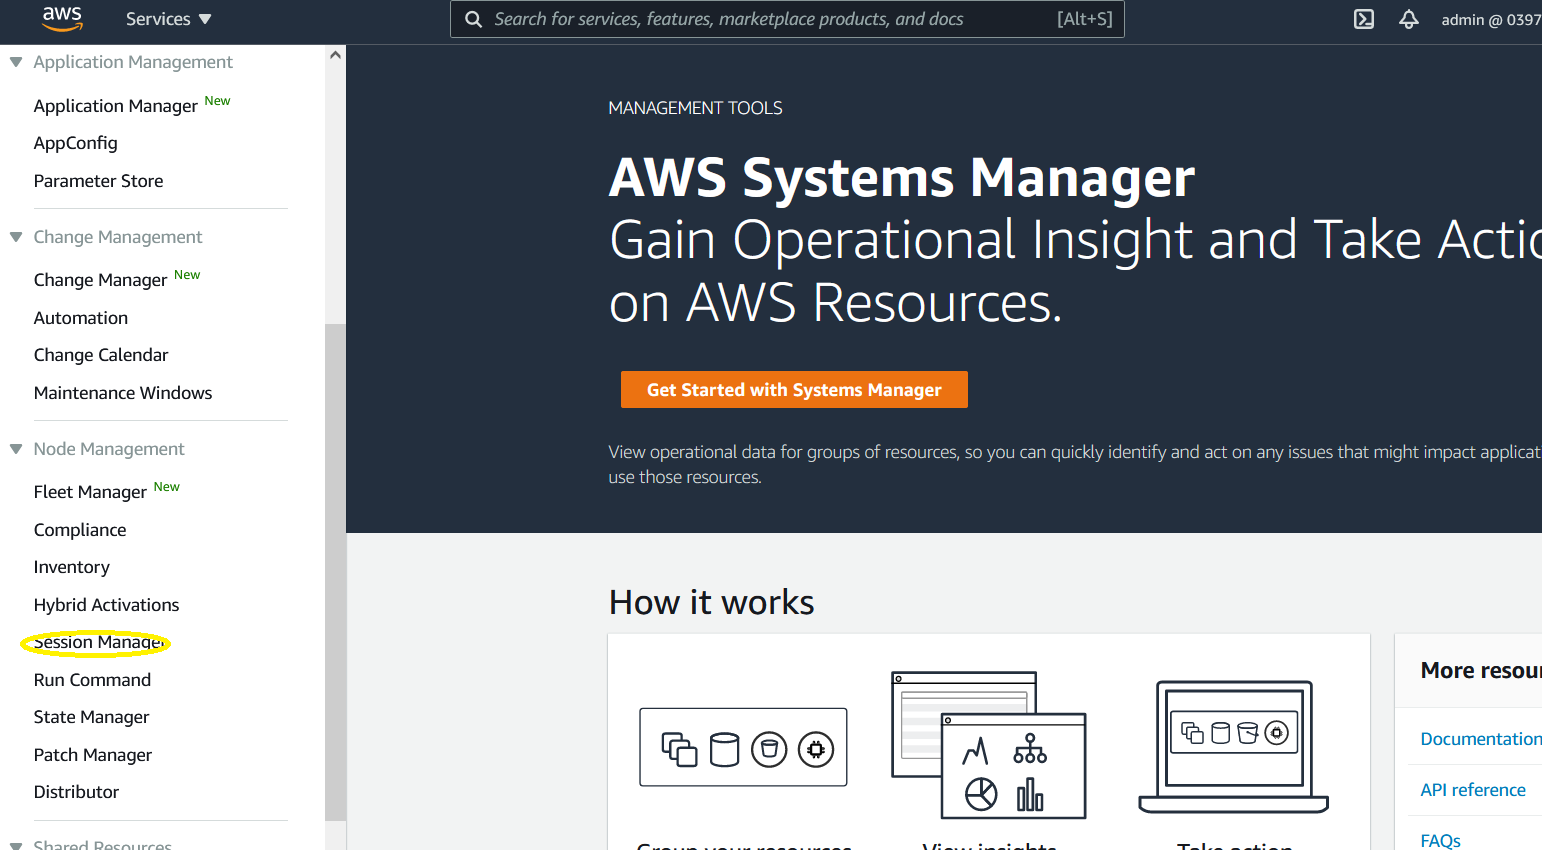 aws
Services
Search for services, features, marketplace products, and docs
[Alt+S]
admin @ 0397
Application Management
Application Manager New
AppConfig
Parameter Store
Change Management
Change Manager New
Automation
Change Calendar
Maintenance Windows
Node Management
Fleet Manager New
Compliance
Inventory
Hybrid Activations
Session Manager
Run Command
State Manager
Patch Manager
Distributor
Shared Resources
MANAGEMENT TOOLS
AWS Systems Manager
Gain Operational Insight and Take Actio
on AWS Resources.
Get Started with Systems Manager
View operational data for groups of resources, so you can quickly identify and act on any issues that might impact applicati
use those resources.
How it works
Group your resources
View insights
Take action
More resou
Documentation
API reference
FAQs